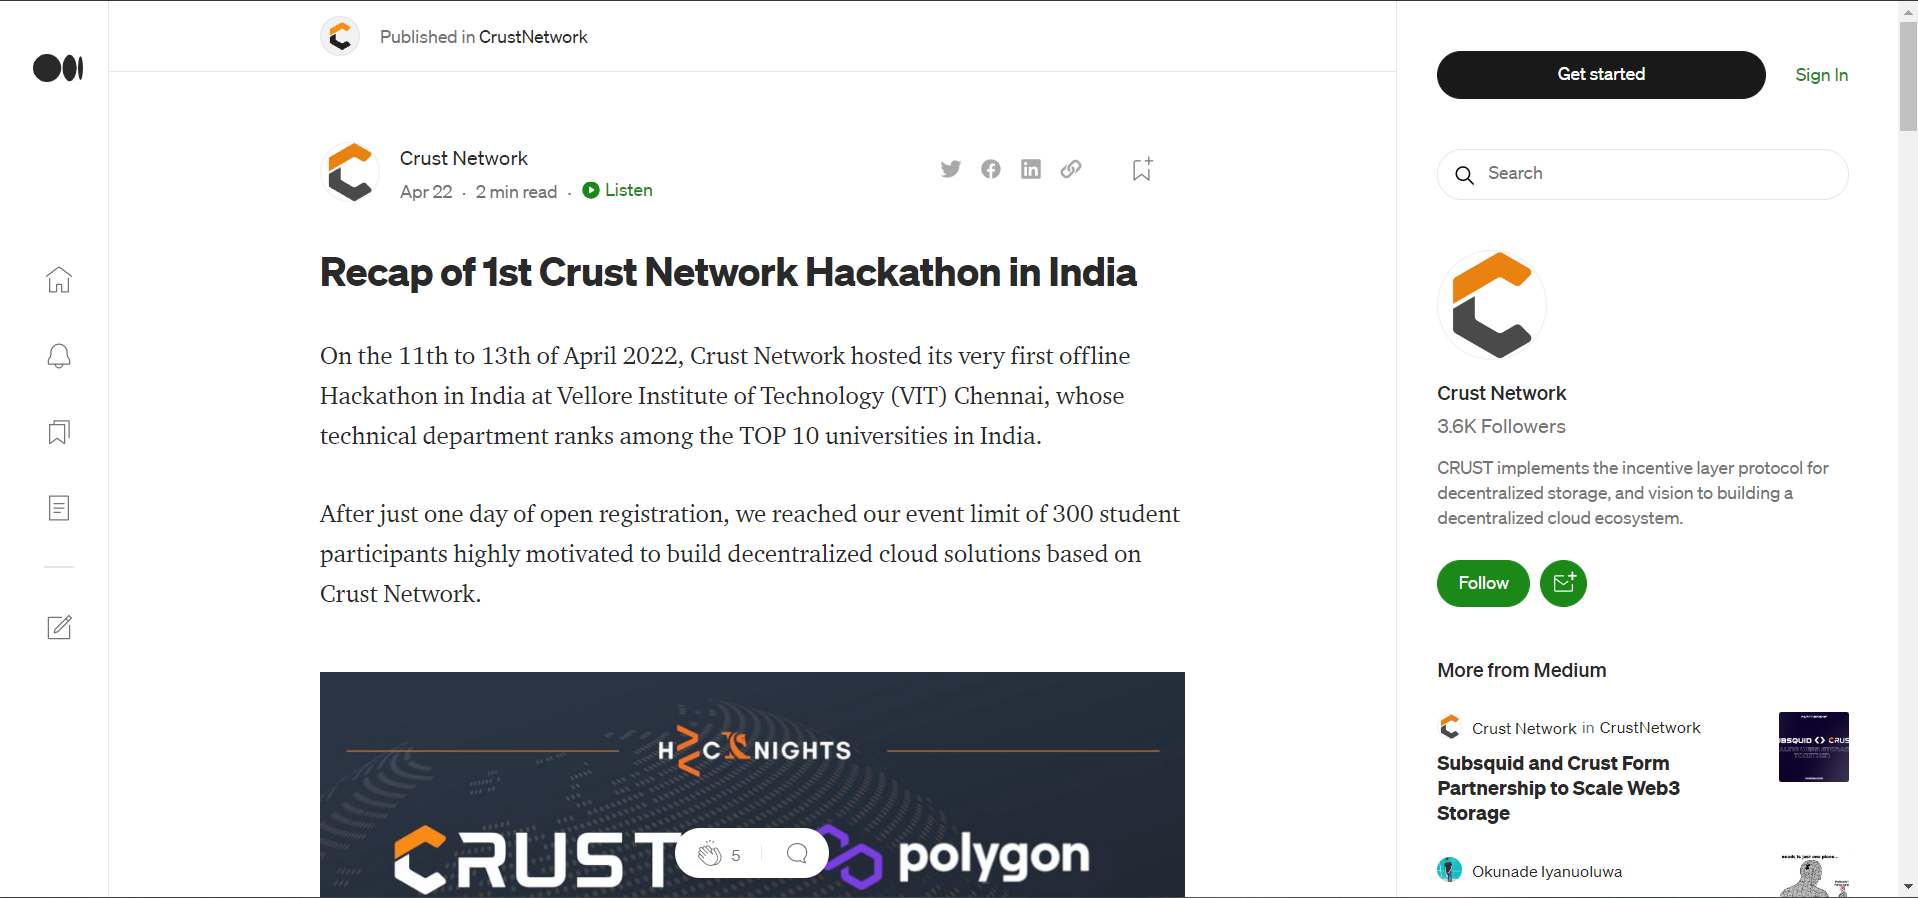 Published in CrustNetwork
Get started
Sign In
Crust Network
Apr 22 · 2 min read · Listen
Search
Recap of 1st Crust Network Hackathon in India
On the 11th to 13th of April 2022, Crust Network hosted its very first offline
Hackathon in India at Vellore Institute of Technology (VIT) Chennai, whose
technical department ranks among the TOP 10 universities in India.
After just one day of open registration, we reached our event limit of 300 student
participants highly motivated to build decentralized cloud solutions based on
Crust Network.
CRUST
polygon
5
Crust Network
3.6K Followers
CRUST implements the incentive layer protocol for
decentralized storage, and vision to building a
decentralized cloud ecosystem.
Follow
More from Medium
Crust Network in CrustNetwork
Subsquid and Crust Form
Partnership to Scale Web3
Storage
Okunade Iyanuoluwa